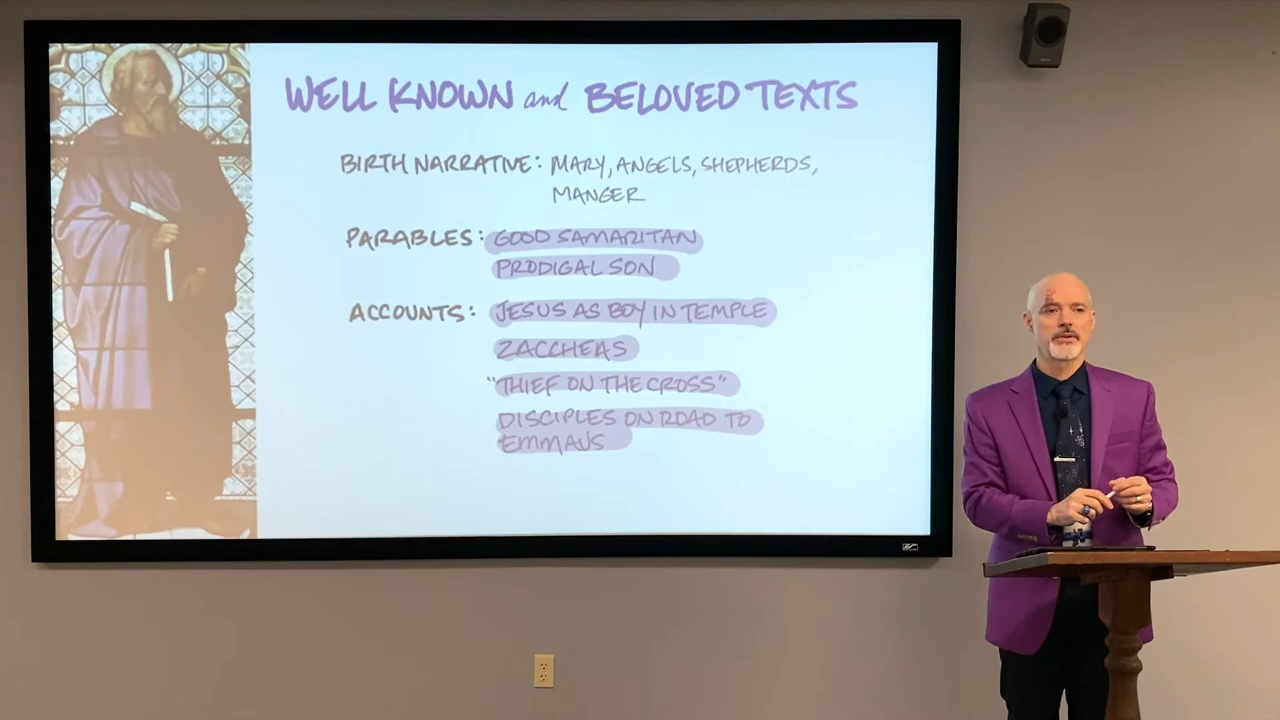 WELL KNOWN and BELOVED TEXTS
BIRTH NARRATIVE: MARY, ANGELS, SHEPHERDS,
MANGER
PARABLES: GOOD SAMARITAN
PRODIGAL SON
ACCOUNTS: JESUS AS BOY IN TEMPLE
ZACCHEAS
"THIEF ON THE CROSS"
DISCIPLES ON ROAD TO
EMMAUS